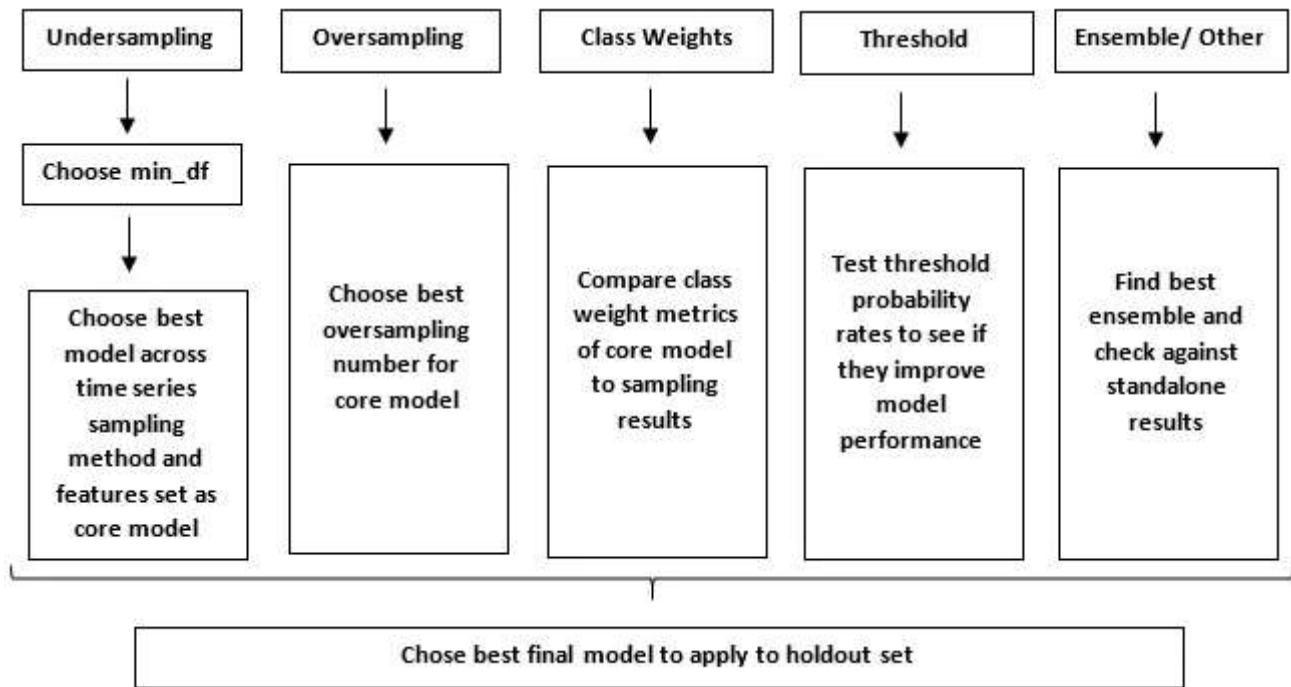 Undersampling
Oversampling
Class Weights
Threshold
Ensemble/ Other
Choose min_df
Choose best
model across
time series
sampling
method and
features set as
core model
Choose best
oversampling
number for
core model
Compare class
weight metrics
of core model
to sampling
results
Test threshold
probability
rates to see if
they improve
model
performance
Find best
ensemble and
check against
standalone
results
Chose best final model to apply to holdout set